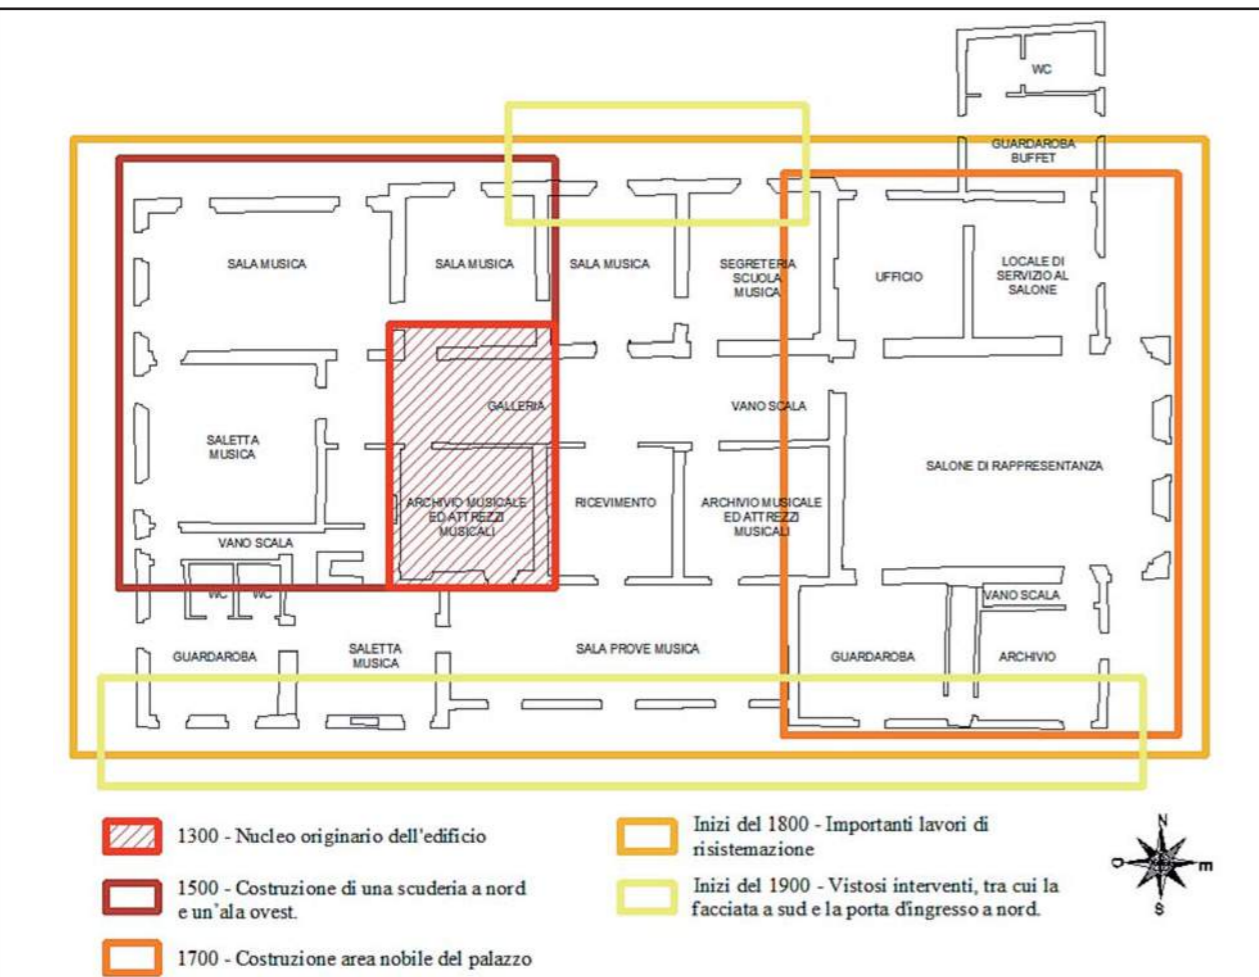 WC
GUARDAROBA
BUFFET
SALA MUSICA
SALA MUSICA
SALA MUSICA
SEGRETERIA
SCUOLA
MUSICA
UFFICIO
LOCALE DI
SERVIZIO AL
SALONE
GALLERIA
VANO SCALA
SALETTA
MUSICA
SALONE DI RAPPRESENTANZA
ARCHIVIO MUSICALE
ED ATTREZZI
MUSICALI
RICEVIMENTO
ARCHIVIO MUSICALE
ED ATTREZZI
MUSICALI
VANO SCALA
WC
WC
VANO SCALA
GUARDAROBA
SALETTA
MUSICA
SALA PROVE MUSICA
GUARDAROBA
ARCHIVIO
1300 - Nucleo originario dell'edificio
1500 - Costruzione di una scuderia a nord
e un'ala ovest.
1700 - Costruzione area nobile del palazzo
Inizi del 1800 - Importanti lavori di
risistemazione
Inizi del 1900 - Vistosi interventi, tra cui la
facciata a sud e la porta d'ingresso a nord.
N
O
E
S